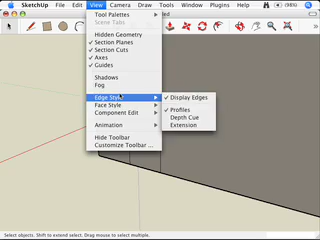 SketchUp File Edit View Camera Draw Tools Window Plugins Help (98%)
Tool Palettes
Scene Tabs
Hidden Geometry
Section Planes
Section Cuts
Axes
Guides
Shadows
Fog
Edge Style
Face Style
Component Edit
Animation
Hide Toolbar
Customize Toolbar ...
Display Edges
Profiles
Depth Cue
Extension
Select objects. Shift to extend select. Drag mouse to select multiple.